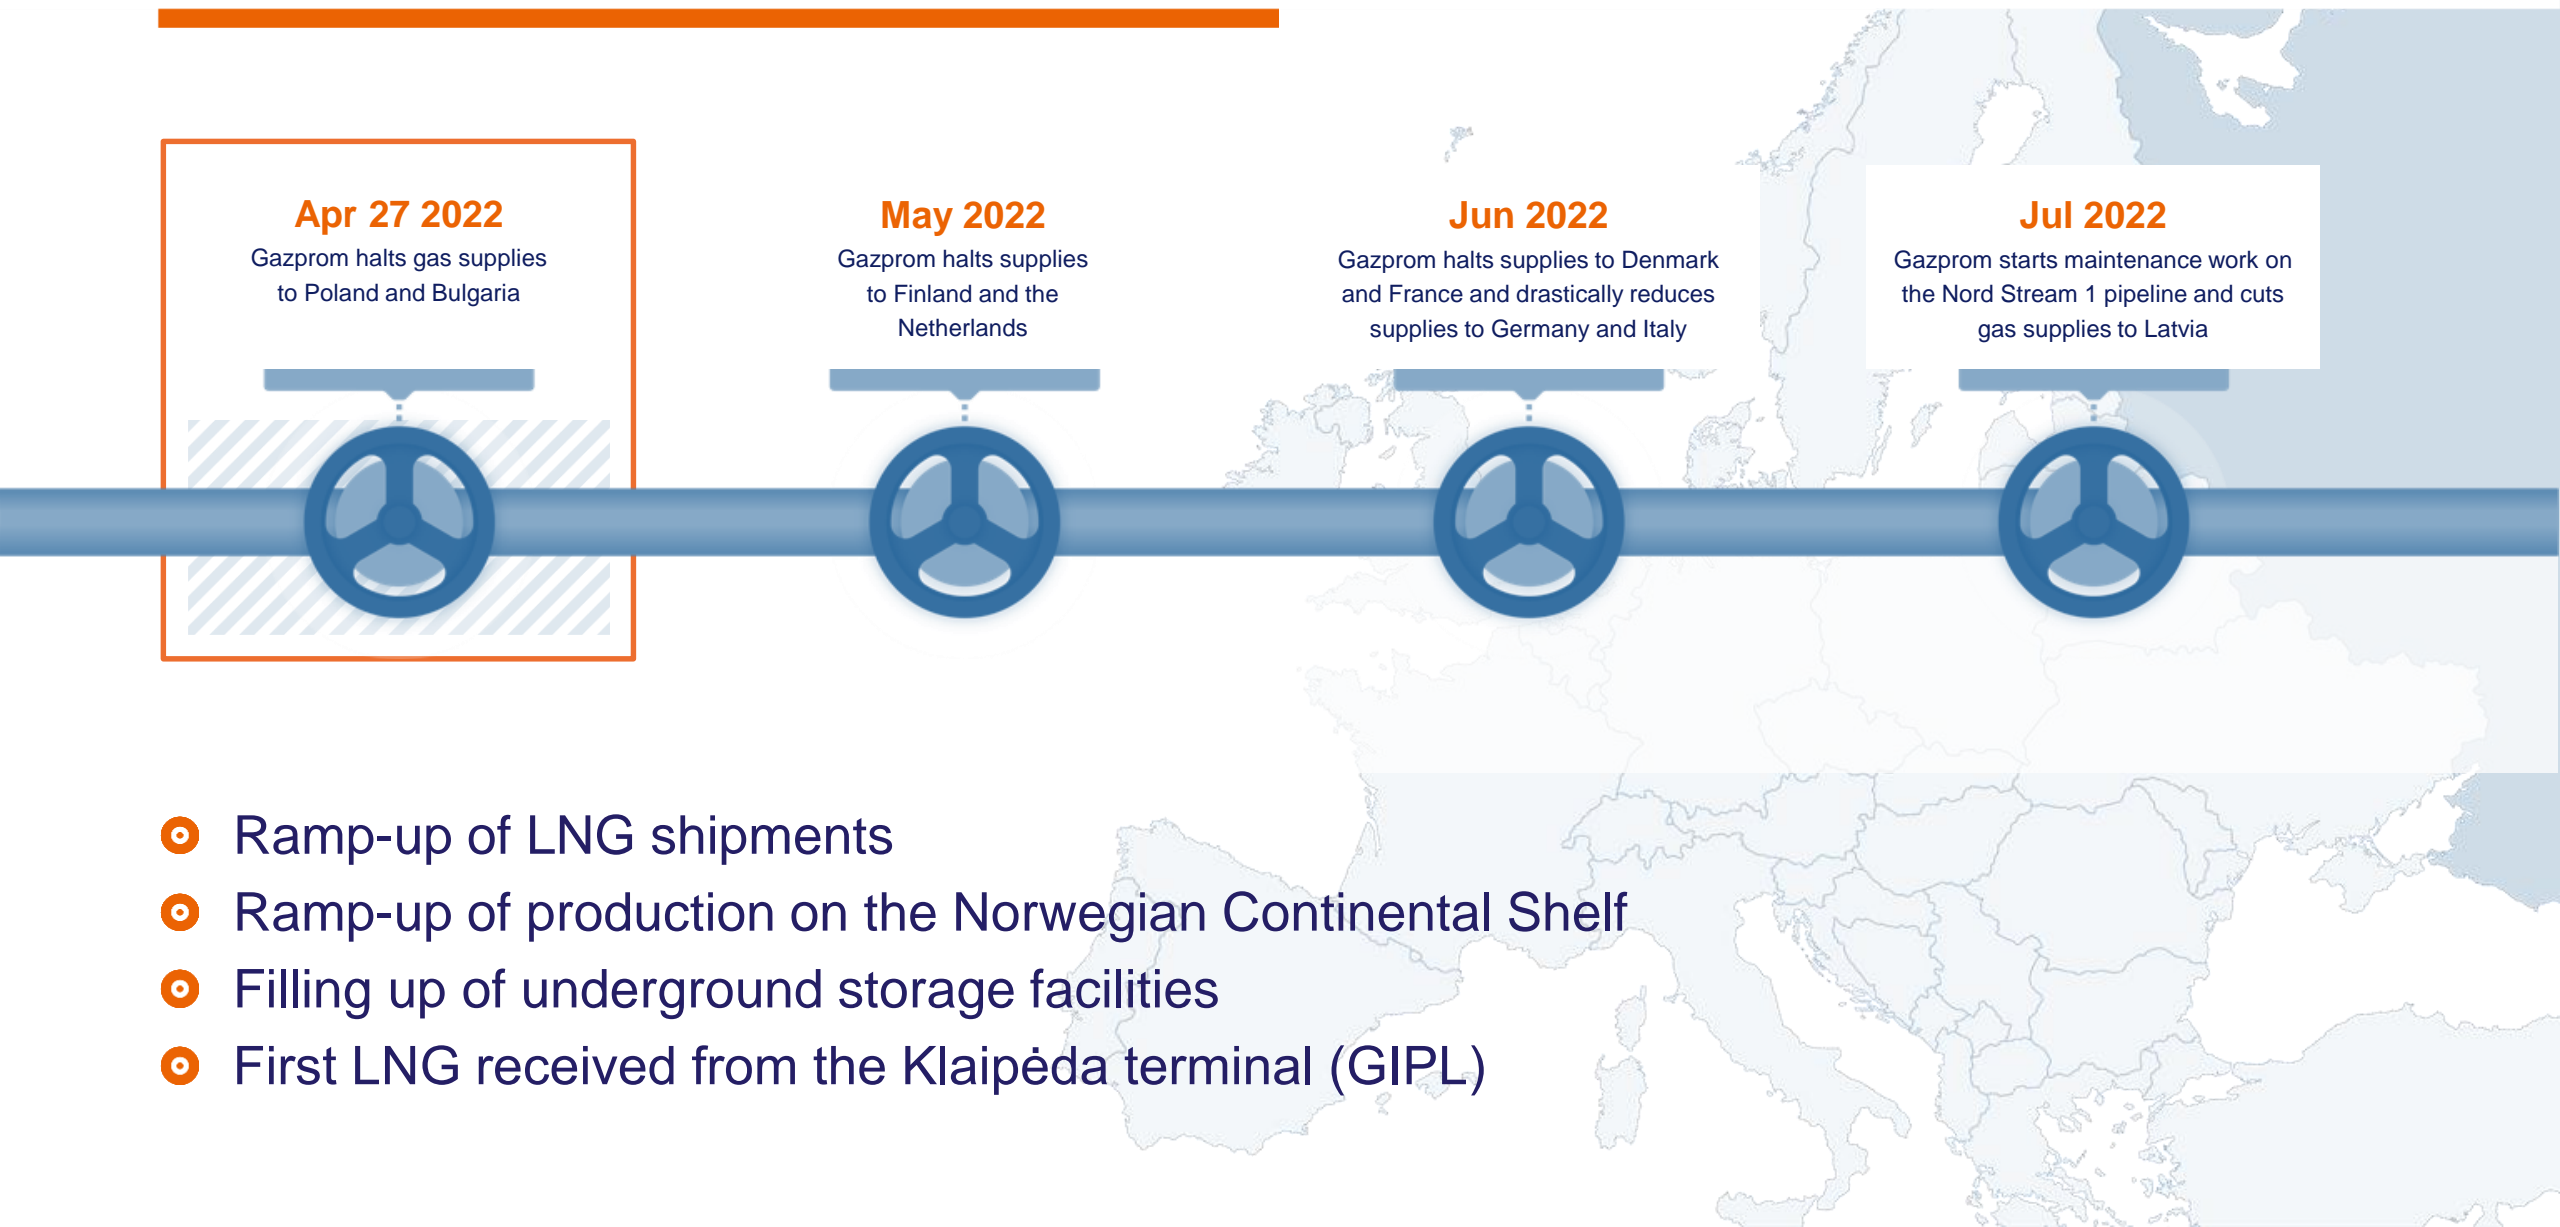 Apr 27 2022
Gazprom halts gas supplies
to Poland and Bulgaria
May 2022
Gazprom halts supplies
to Finland and the
Netherlands
Jun 2022
Gazprom halts supplies to Denmark
and France and drastically reduces
supplies to Germany and Italy
Jul 2022
Gazprom starts maintenance work on
the Nord Stream 1 pipeline and cuts
gas supplies to Latvia
Ramp-up of LNG shipments
Ramp-up of production on the Norwegian Continental Shelf
Filling up of underground storage facilities
First LNG received from the Klaipėda terminal (GIPL)